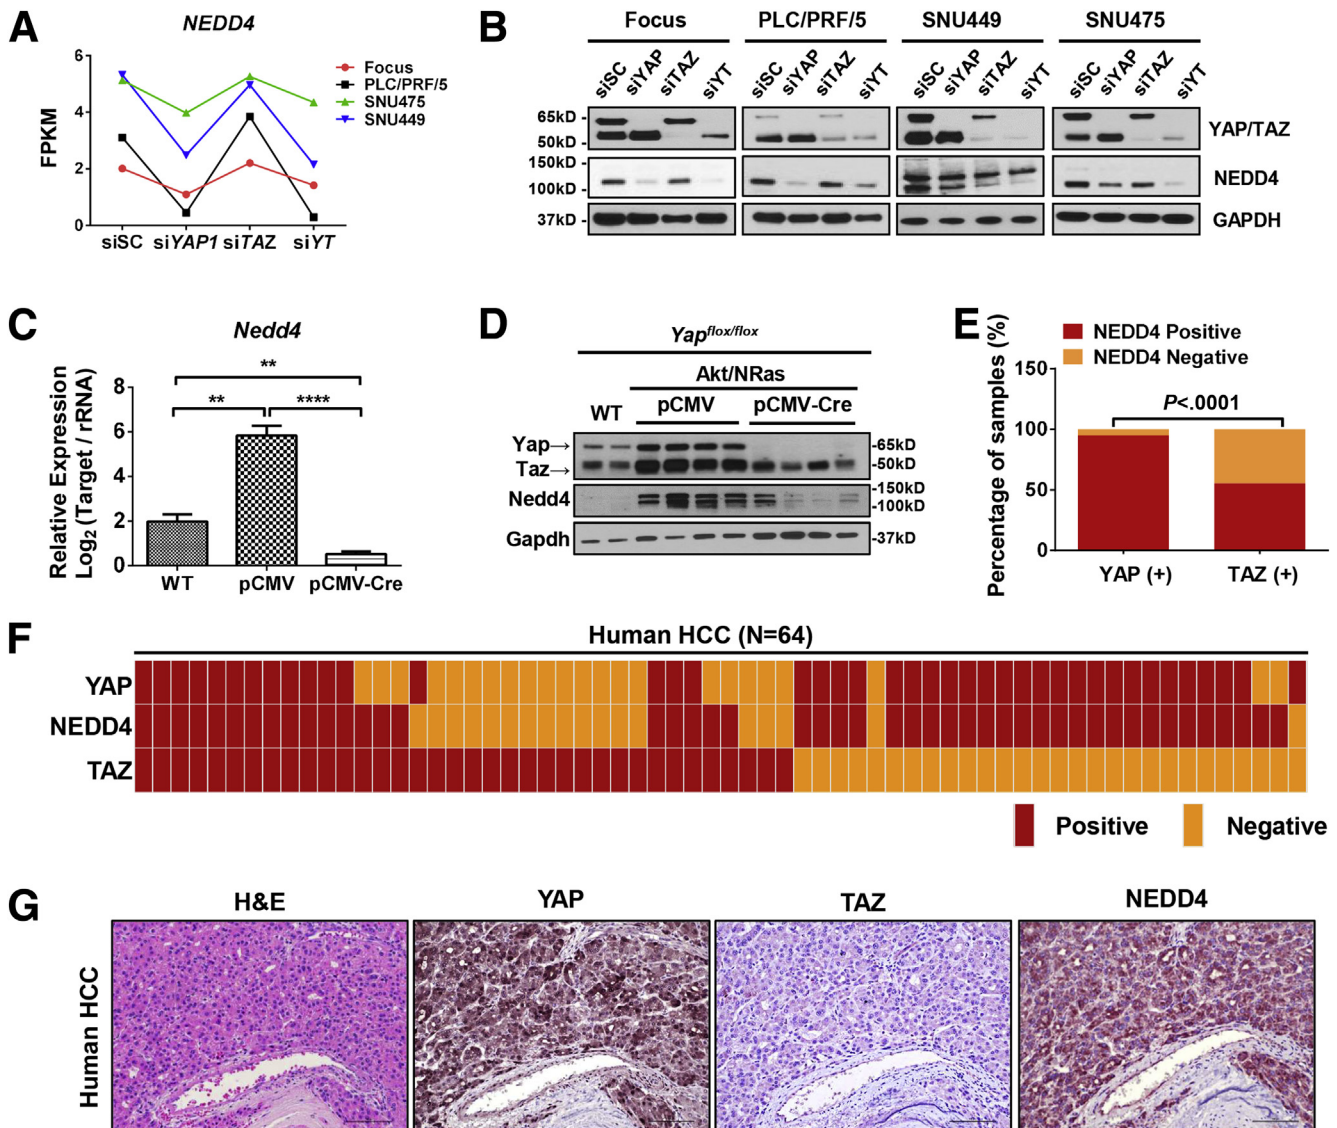 A
NEDD4
FPKM
6
4
2
0
siSC siYAP1 siTAZ siYT
Focus
PLC/PRF/5
SNU475
SNU449
B
Focus PLC/PRF/5 SNU449 SNU475
siSC siYAP siTAZ siYT siSC siYAP siTAZ siYT siSC siYAP siTAZ siYT siSC siYAP siTAZ siYT
65kD -
50kD -
150kD -
100kD -
37kD -
YAP/TAZ
NEDD4
GAPDH
C
Nedd4
Relative Expression
Log2 (Target / rRNA)
8
6
4
2
0
**
** ****
WT pCMV pCMV-Cre
D
Yapflox/flox
Akt/NRas
WT pCMV pCMV-Cre
Yap→
Taz→
Nedd4
Gapdh
-65kD
-50kD
-150kD
-100kD
-37kD
E
NEDD4 Positive
NEDD4 Negative
Percentage of samples (%)
150
100
50
0
P<.0001
YAP (+) TAZ (+)
F
Human HCC (N=64)
YAP
NEDD4
TAZ
Positive Negative
G
H&E YAP TAZ NEDD4
Human HCC